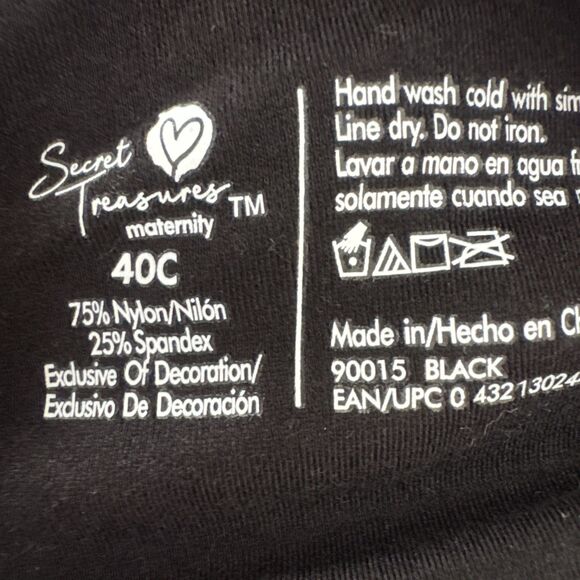 Secret
Treasures TM
maternity
40C
75% Nylon/Nilón
25% Spandex
Exclusive Of Decoration/
Exclusivo De Decoración
Hand wash cold with
Line dry. Do not iron.
Lavar a mano en agua
solamente cuando sea
Made in/Hecho en
90015 BLACK
EAN/UPC 0 43213024